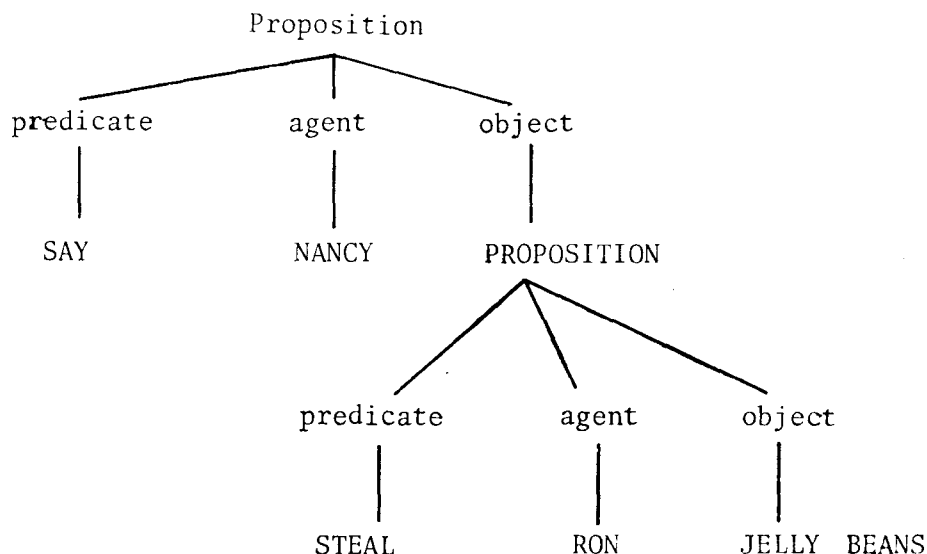 Proposition
predicate agent object
SAY NANCY PROPOSITION
predicate agent object
STEAL RON JELLY BEANS